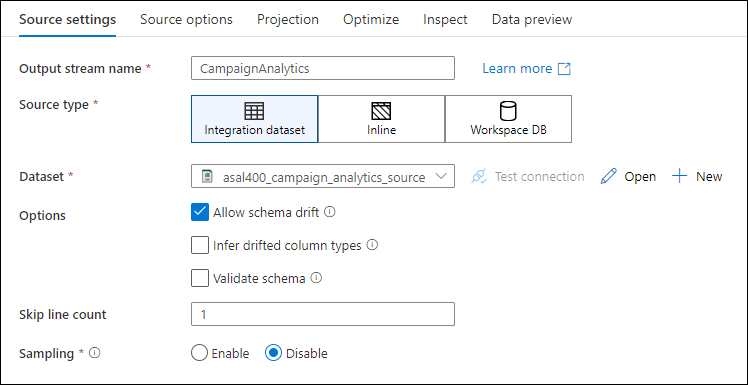 Source settings Source options Projection Optimize Inspect Data preview
Output stream name * CampaignAnalytics Learn more
Source type *
Integration dataset Inline Workspace DB
Dataset * asal400_campaign_analytics_source Test connection Open New
Options Allow schema drift
Infer drifted column types
Validate schema
Skip line count 1
Sampling * Enable Disable